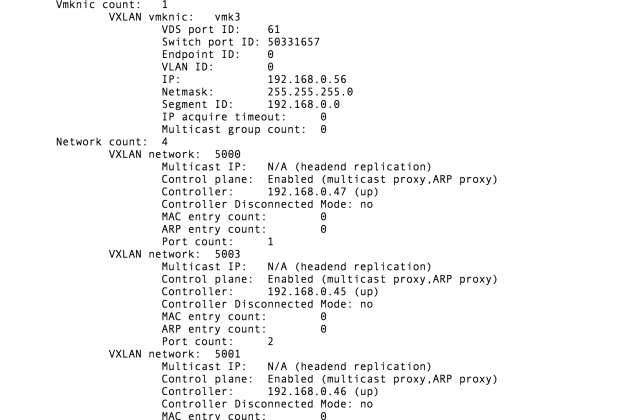 Vmknic count:   1
        VXLAN vmknic:   vmk3
                VDS port ID:    61
                Switch port ID: 50331657
                Endpoint ID:    0
                VLAN ID:        0
                IP:             192.168.0.56
                Netmask:        255.255.255.0
                Segment ID:     192.168.0.0
                IP acquire timeout:     0
                Multicast group count:  0
Network count:  4
        VXLAN network:  5000
                Multicast IP:   N/A (headend replication)
                Control plane:  Enabled (multicast proxy,ARP proxy)
                Controller:     192.168.0.47 (up)
                Controller Disconnected Mode: no
                MAC entry count:        0
                ARP entry count:        0
                Port count:     1
        VXLAN network:  5003
                Multicast IP:   N/A (headend replication)
                Control plane:  Enabled (multicast proxy,ARP proxy)
                Controller:     192.168.0.45 (up)
                Controller Disconnected Mode: no
                MAC entry count:        0
                ARP entry count:        0
                Port count:     2
        VXLAN network:  5001
                Multicast IP:   N/A (headend replication)
                Control plane:  Enabled (multicast proxy,ARP proxy)
                Controller:     192.168.0.46 (up)
                Controller Disconnected Mode: no
                MAC entry count:        0